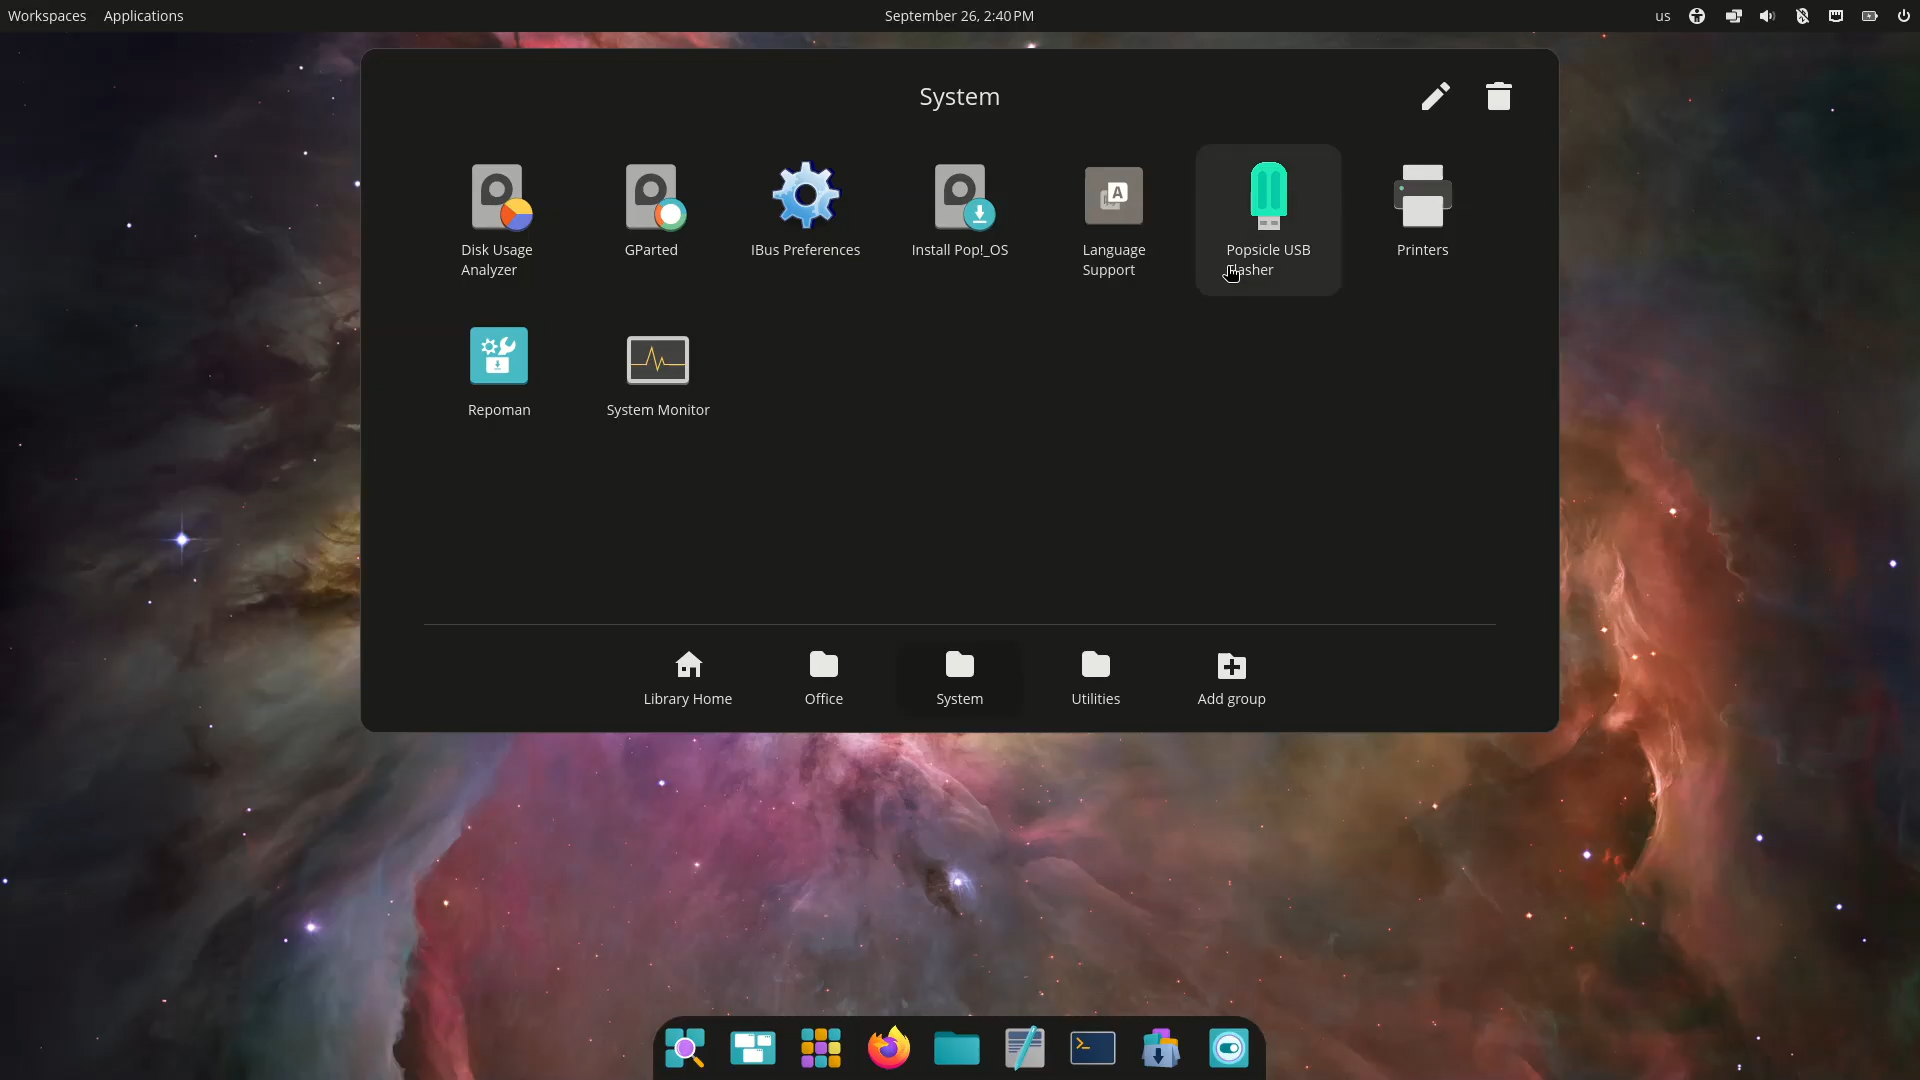 Workspaces Applications September 26, 2:40 PM us
System
Disk Usage Analyzer
GParted
IBus Preferences
Install Pop!_OS
Language Support
Popsicle USB Flasher
Printers
Repoman
System Monitor
Library Home
Office
System
Utilities
Add group